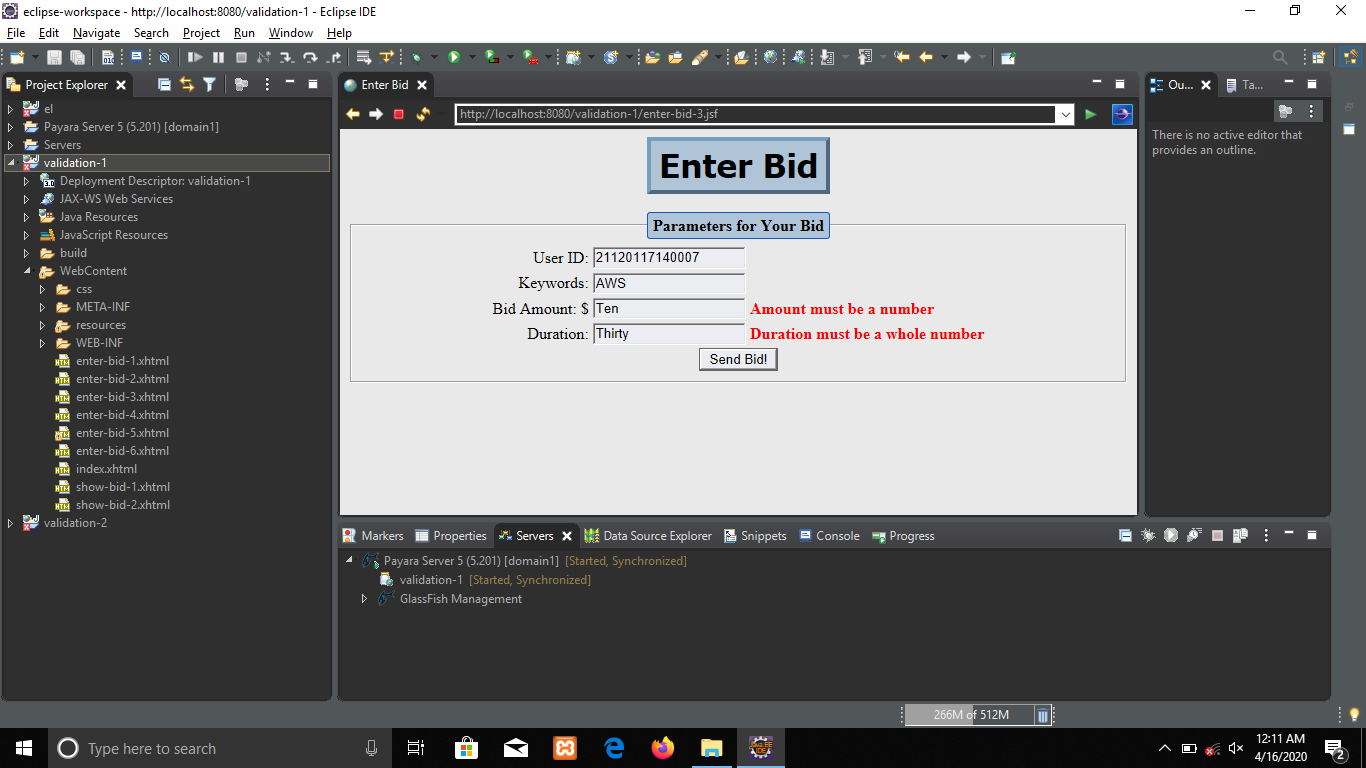 eclipse-workspace - http://localhost:8080/validation-1 - Eclipse IDE
File Edit Navigate Search Project Run Window Help
Project Explorer
el
Payara Server 5 (5.201) [domain1]
Servers
validation-1
Deployment Descriptor: validation-1
JAX-WS Web Services
Java Resources
JavaScript Resources
build
WebContent
css
META-INF
resources
WEB-INF
enter-bid-1.xhtml
enter-bid-2.xhtml
enter-bid-3.xhtml
enter-bid-4.xhtml
enter-bid-5.xhtml
enter-bid-6.xhtml
index.xhtml
show-bid-1.xhtml
show-bid-2.xhtml
validation-2
Enter Bid
http://localhost:8080/validation-1/enter-bid-3.jsf
Enter Bid
Parameters for Your Bid
User ID: 21120117140007
Keywords: AWS
Bid Amount: $ Ten Amount must be a number
Duration: Thirty Duration must be a whole number
Send Bid!
Ou... Ta...
There is no active editor that
provides an outline.
Markers Properties Servers Data Source Explorer Snippets Console Progress
Payara Server 5 (5.201) [domain1] [Started, Synchronized]
validation-1 [Started, Synchronized]
GlassFish Management
266M of 512M
Type here to search
12:11 AM
4/16/2020
2